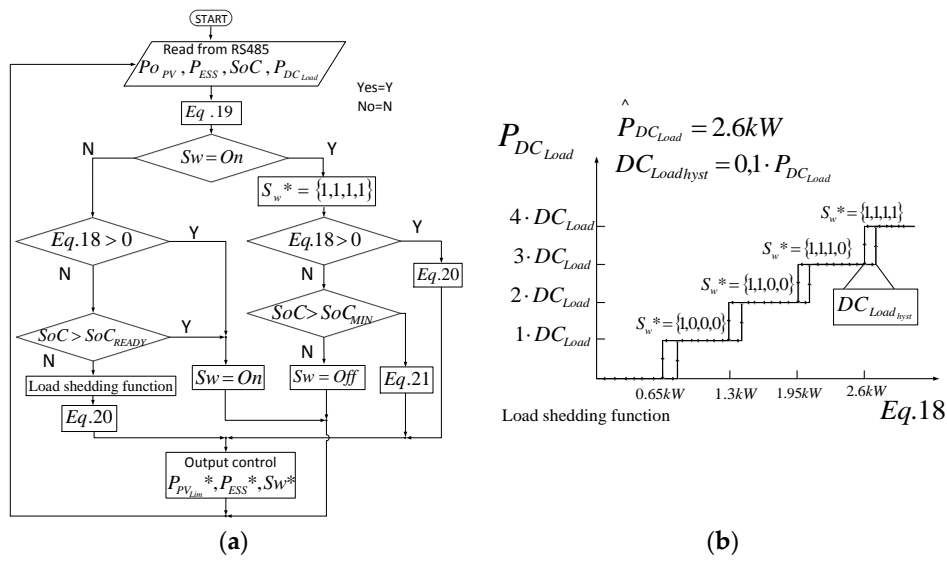 START
Read from RS485
Po_PV , P_ESS , SoC , P_DC_Load
Yes=Y
No=N
Eq .19
Sw = On
N
Y
S_w* = {1,1,1,1}
Eq.18 > 0
Y
N
Eq.18 > 0
Y
N
Eq.20
SoC > SoC_READY
Y
N
SoC > SoC_MIN
N
Load shedding function
Eq.20
Sw = On
Sw = Off
Eq.21
Output control
P_PV_Lim*, P_ESS*, Sw*
(a)
P_DC_Load
P̂_DC_Load = 2.6kW
DC_Loadhyst = 0,1 · P_DC_Load
4 · DC_Load
3 · DC_Load
2 · DC_Load
1 · DC_Load
S_w* = {1,1,1,1}
S_w* = {1,1,1,0}
S_w* = {1,1,0,0}
S_w* = {1,0,0,0}
DC_Load_hyst
0.65kW
1.3kW
1.95kW
2.6kW
Load shedding function
Eq.18
(b)